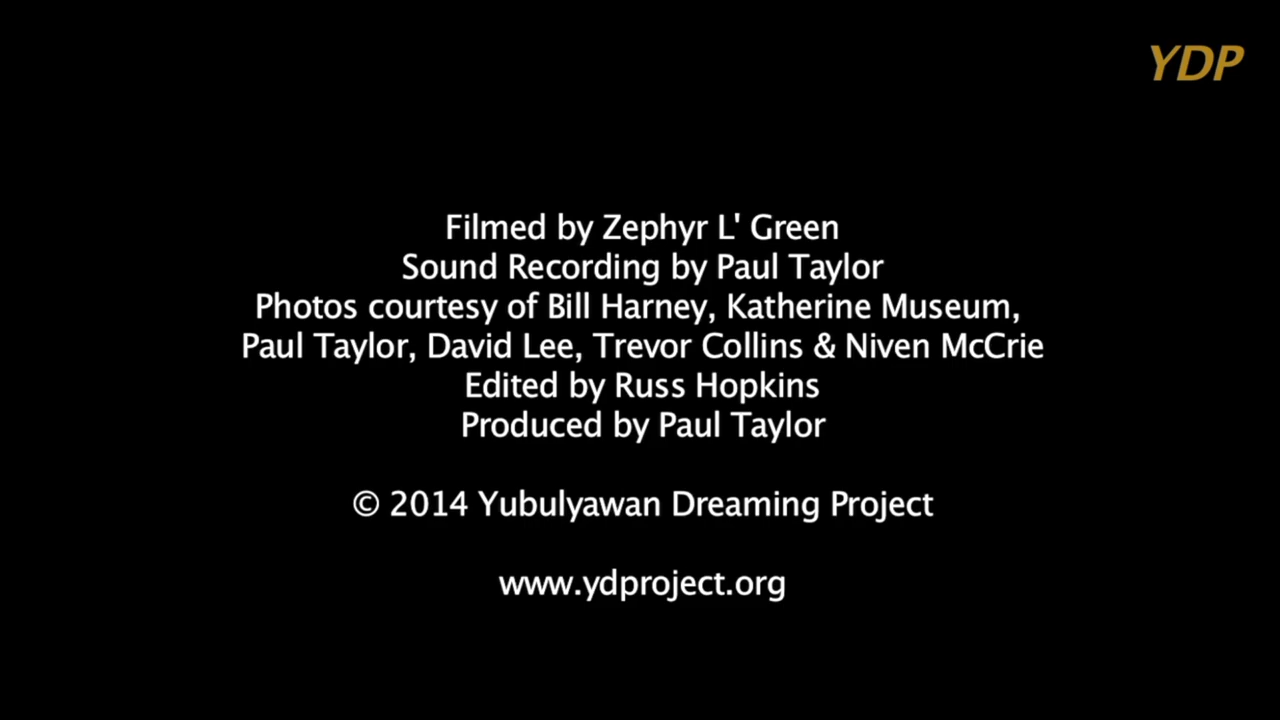 YDP
Filmed by Zephyr L' Green
Sound Recording by Paul Taylor
Photos courtesy of Bill Harney, Katherine Museum,
Paul Taylor, David Lee, Trevor Collins & Niven McCrie
Edited by Russ Hopkins
Produced by Paul Taylor
© 2014 Yubulyawan Dreaming Project
www.ydproject.org